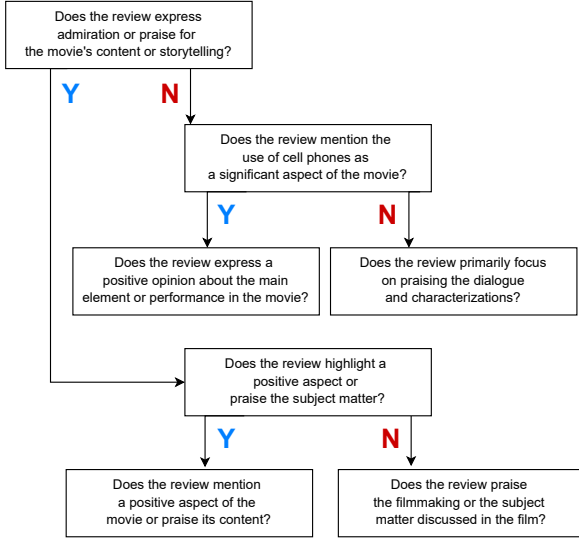 Does the review express
admiration or praise for
the movie's content or storytelling?
Y
N
Does the review mention the
use of cell phones as
a significant aspect of the movie?
Y
N
Does the review express a
positive opinion about the main
element or performance in the movie?
Does the review primarily focus
on praising the dialogue
and characterizations?
Does the review highlight a
positive aspect or
praise the subject matter?
Y
N
Does the review mention
a positive aspect of the
movie or praise its content?
Does the review praise
the filmmaking or the subject
matter discussed in the film?